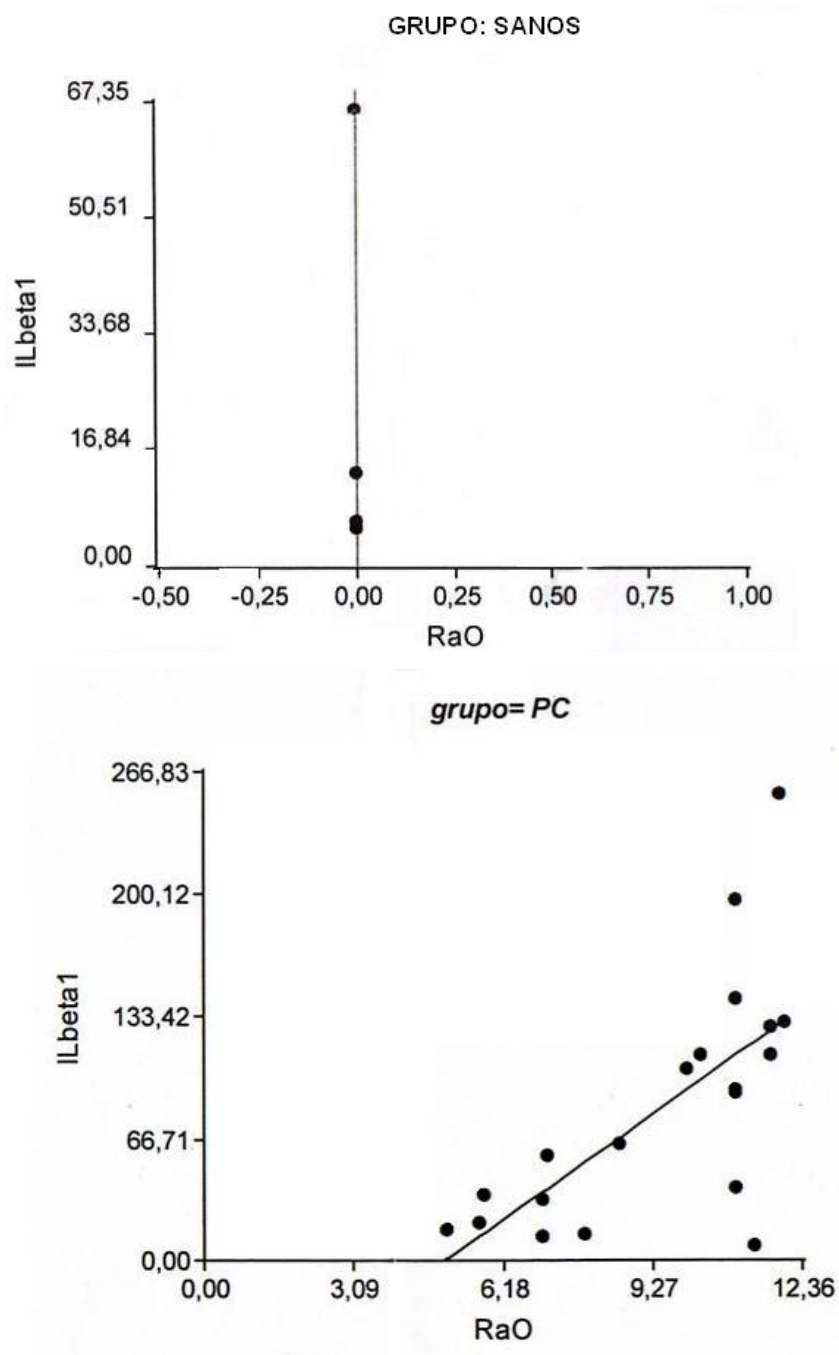 GRUPO: SANOS
67,35
50,51
33,68
16,84
0,00
ILbeta1
-0,50 -0,25 0,00 0,25 0,50 0,75 1,00
RaO
grupo= PC
266,83
200,12
133,42
66,71
0,00
ILbeta1
0,00 3,09 6,18 9,27 12,36
RaO